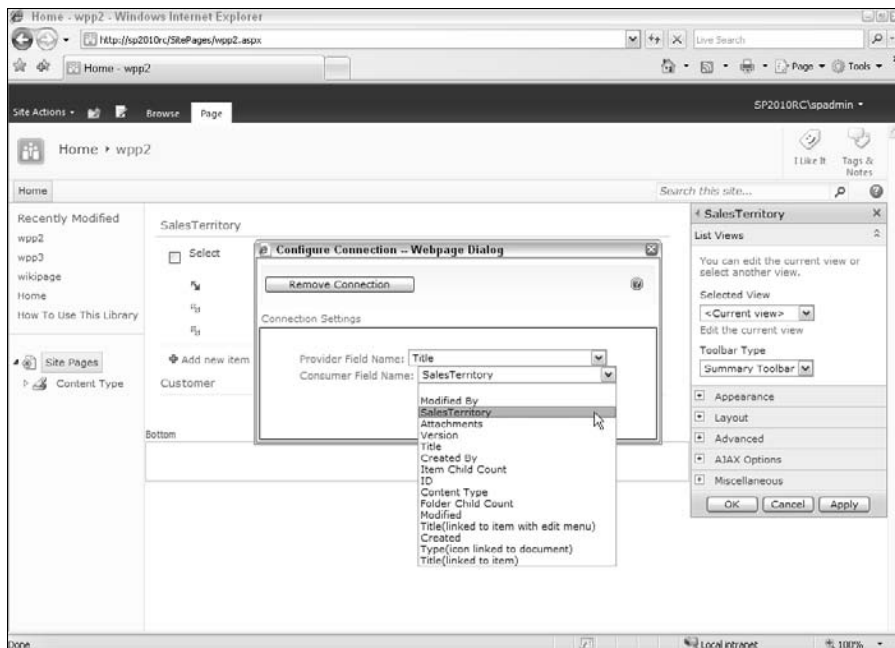 Home - wpp2 - Windows Internet Explorer
http://sp2010rc/SitePages/wpp2.aspx
Live Search
Home - wpp2
Page
Tools
Site Actions
Browse
Page
SP2010RC\spadmin
Home ▸ wpp2
I Like It
Tags & Notes
Home
Search this site...
Recently Modified
wpp2
wpp3
wikipage
Home
How To Use This Library
Site Pages
Content Type
SalesTerritory
Select
Add new item
Customer
Bottom
Configure Connection -- Webpage Dialog
Remove Connection
Connection Settings
Provider Field Name: Title
Consumer Field Name: SalesTerritory
Modified By
SalesTerritory
Attachments
Version
Title
Created By
Item Child Count
ID
Content Type
Folder Child Count
Modified
Title(linked to item with edit menu)
Created
Type(icon linked to document)
Title(linked to item)
SalesTerritory
List Views
You can edit the current view or
select another view.
Selected View
<Current view>
Edit the current view
Toolbar Type
Summary Toolbar
Appearance
Layout
Advanced
AJAX Options
Miscellaneous
OK
Cancel
Apply
Done
Local intranet
100%